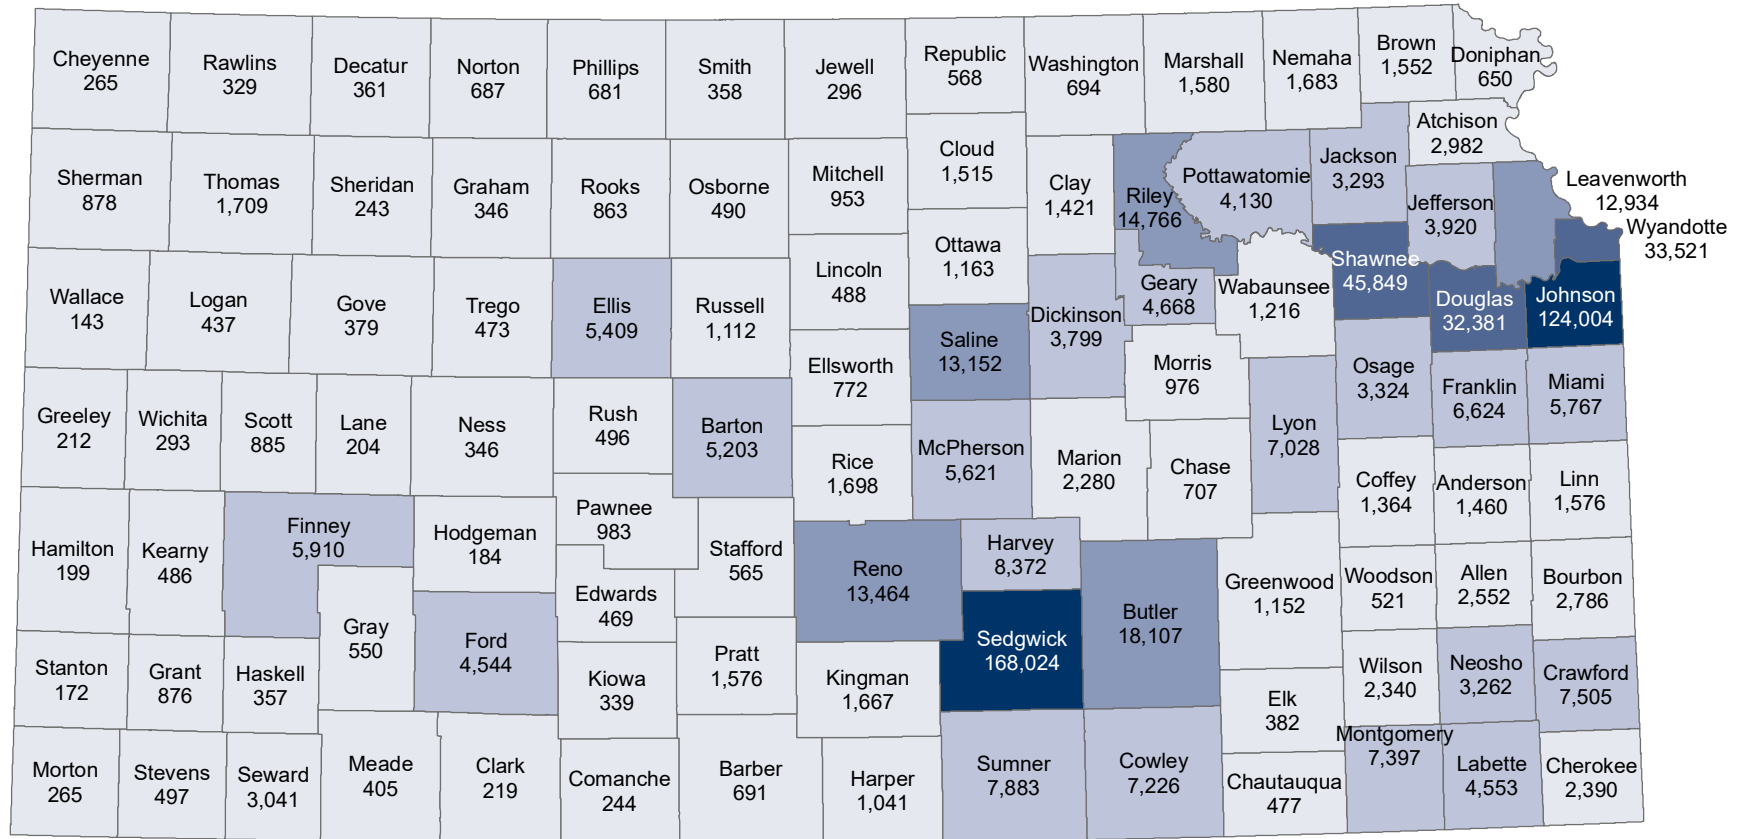 Cheyenne
265
Rawlins
329
Decatur
361
Norton
687
Phillips
681
Smith
358
Jewell
296
Republic
568
Washington
694
Marshall
1,580
Nemaha
1,683
Brown
1,552
Doniphan
650
Sherman
878
Thomas
1,709
Sheridan
243
Graham
346
Rooks
863
Osborne
490
Mitchell
953
Cloud
1,515
Clay
1,421
Riley
14,766
Pottawatomie
4,130
Jackson
3,293
Atchison
2,982
Jefferson
3,920
Leavenworth
12,934
Wyandotte
33,521
Wallace
143
Logan
437
Gove
379
Trego
473
Ellis
5,409
Russell
1,112
Lincoln
488
Ottawa
1,163
Saline
13,152
Dickinson
3,799
Geary
4,668
Wabaunsee
1,216
Shawnee
45,849
Douglas
32,381
Johnson
124,004
Greeley
212
Wichita
293
Scott
885
Lane
204
Ness
346
Rush
496
Barton
5,203
Ellsworth
772
Rice
1,698
McPherson
5,621
Marion
2,280
Morris
976
Chase
707
Lyon
7,028
Osage
3,324
Franklin
6,624
Miami
5,767
Coffey
1,364
Anderson
1,460
Linn
1,576
Hamilton
199
Kearny
486
Finney
5,910
Hodgeman
184
Pawnee
983
Edwards
469
Stafford
565
Reno
13,464
Harvey
8,372
Sedgwick
168,024
Butler
18,107
Greenwood
1,152
Woodson
521
Allen
2,552
Bourbon
2,786
Stanton
172
Grant
876
Haskell
357
Gray
550
Ford
4,544
Kiowa
339
Pratt
1,576
Kingman
1,667
Elk
382
Wilson
2,340
Neosho
3,262
Crawford
7,505
Morton
265
Stevens
497
Seward
3,041
Meade
405
Clark
219
Comanche
244
Barber
691
Harper
1,041
Sumner
7,883
Cowley
7,226
Chautauqua
477
Montgomery
7,397
Labette
4,553
Cherokee
2,390